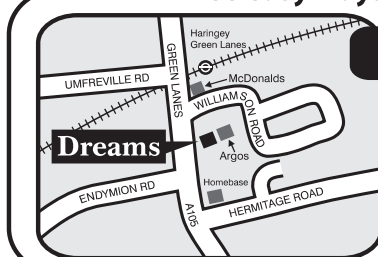 Haringey
Green Lanes
McDonalds
UMFREVILLE RD
GREEN LANES
WILLIAMSON ROAD
Dreams
Argos
ENDYMION RD
Homebase
A105
HERMITAGE ROAD